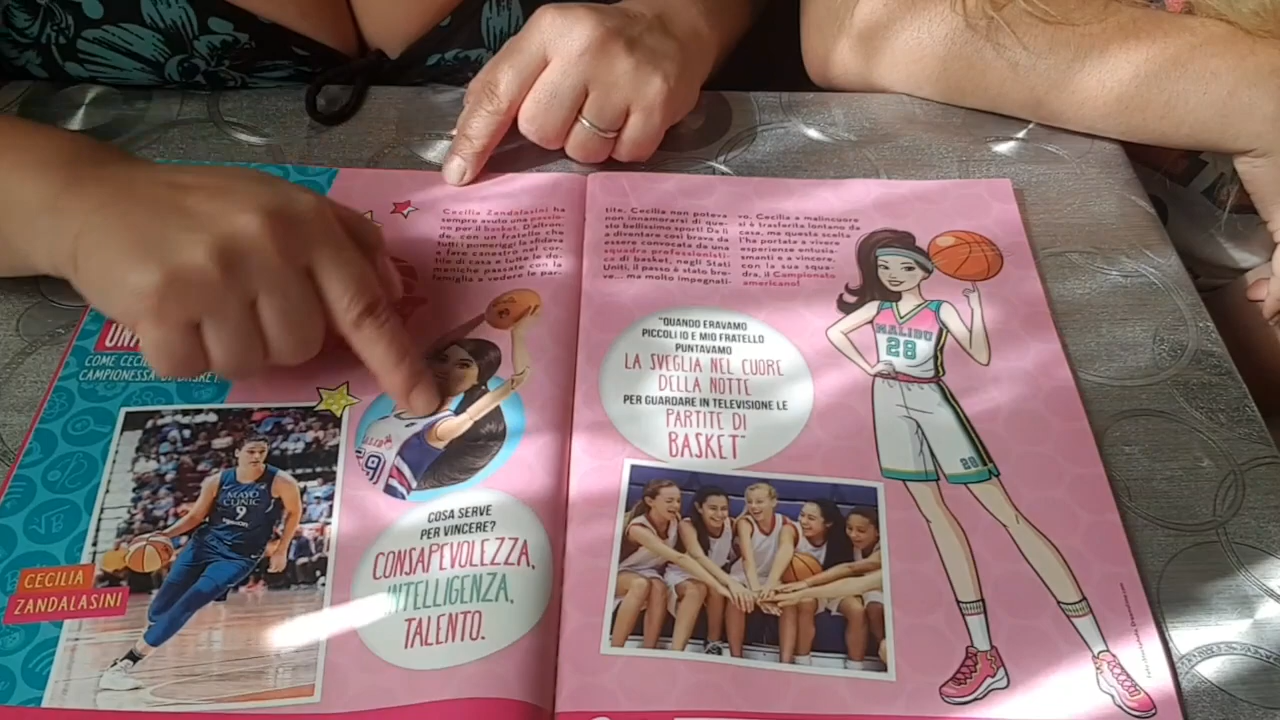 UNA
COME CECIL
CAMPIONESSA DI BASKET.
Cecilia Zandalasini ha
sempre avuto una passio-
ne per il basket. D'altron-
de, con un fratello che
tutti i pomeriggi la sfidava
a fare canestro nel cor-
tile di casa e tutte le do-
meniche passate con la
famiglia a vedere le par-
MAYO
CLINIC
9
CECILIA
ZANDALASINI
COSA SERVE
PER VINCERE?
CONSAPEVOLEZZA,
INTELLIGENZA,
TALENTO.
tite, Cecilia non poteva
non innamorarsi di que-
sto bellissimo sport! Da lì
a diventare così brava da
essere convocata da una
squadra professionisti-
ca di basket, negli Stati
Uniti, il passo è stato bre-
ve... ma molto impegnati-
vo. Cecilia a malincuore
si è trasferita lontano da
casa, ma questa scelta
l'ha portata a vivere
esperienze entusia-
smanti e a vincere,
con la sua squa-
dra, il Campionato
americano!
"QUANDO ERAVAMO
PICCOLI IO E MIO FRATELLO
PUNTAVAMO
LA SVEGLIA NEL CUORE
DELLA NOTTE
PER GUARDARE IN TELEVISIONE LE
PARTITE DI
BASKET"
MALIBU
28
28